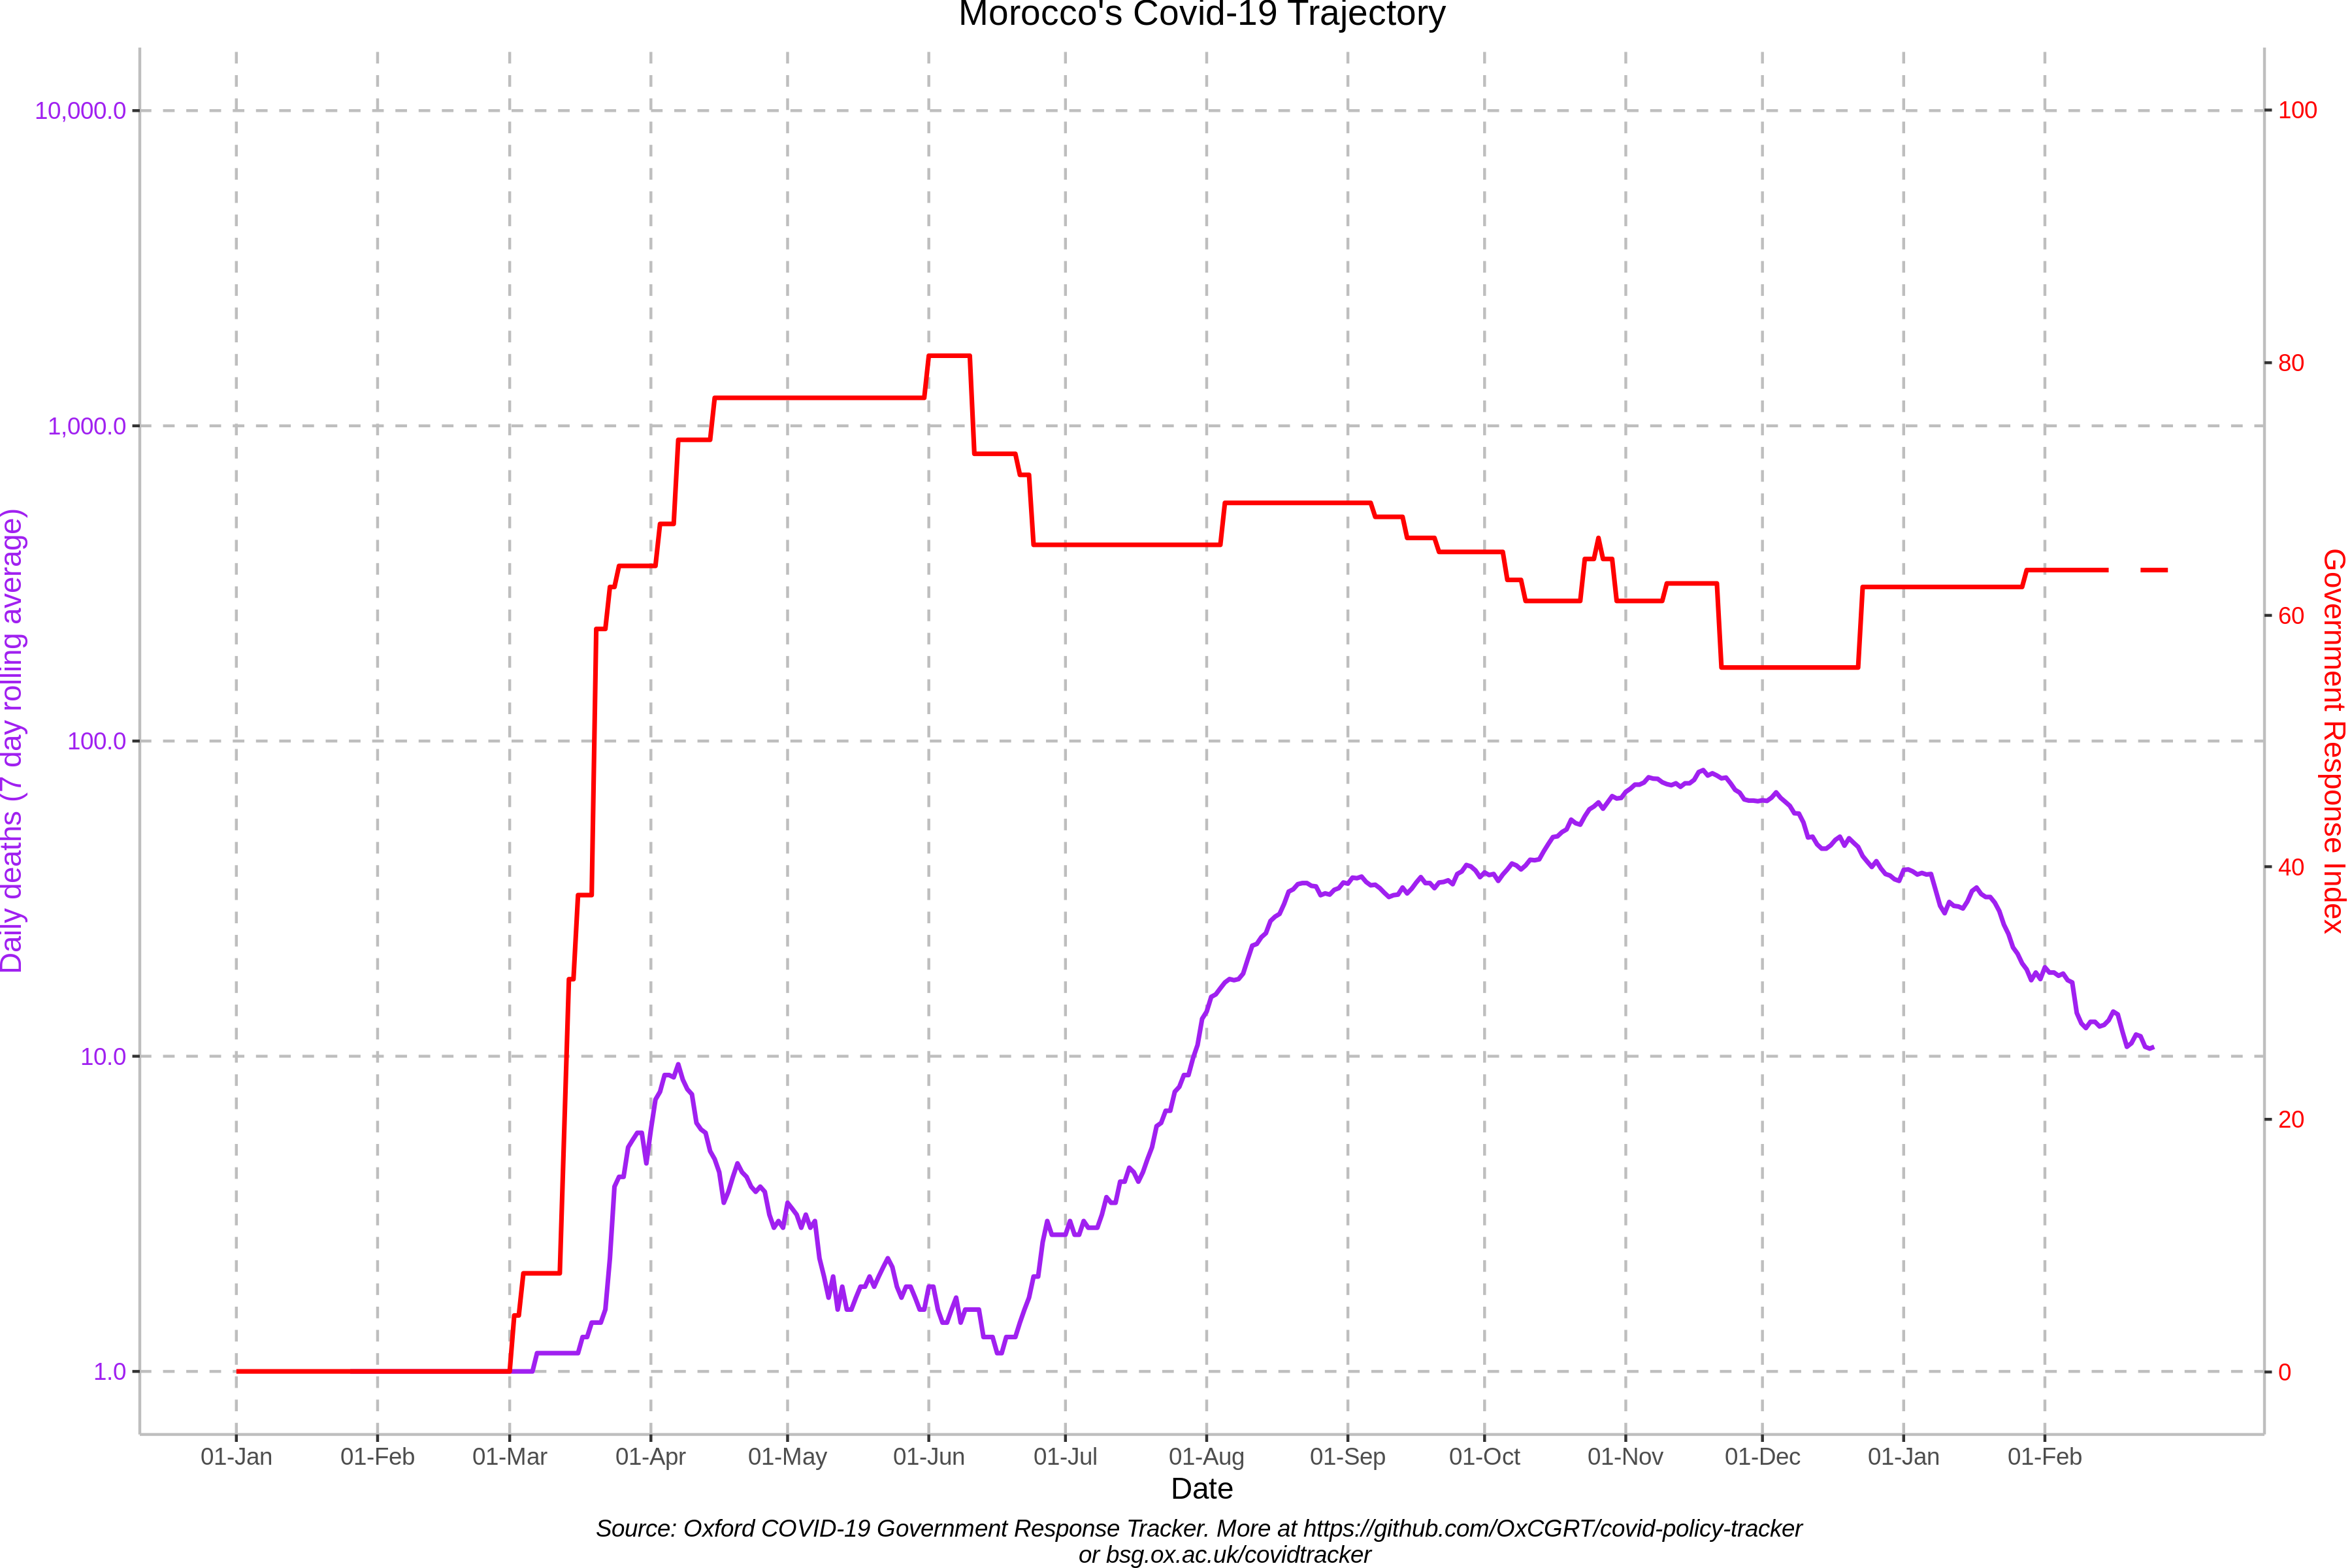 Morocco's Covid-19 Trajectory
10,000.0
1,000.0
100.0
10.0
1.0
Daily deaths (7 day rolling average)
100
80
60
40
20
0
Government Response Index
01-Jan 01-Feb 01-Mar 01-Apr 01-May 01-Jun 01-Jul 01-Aug 01-Sep 01-Oct 01-Nov 01-Dec 01-Jan 01-Feb
Date
Source: Oxford COVID-19 Government Response Tracker. More at https://github.com/OxCGRT/covid-policy-tracker
or bsg.ox.ac.uk/covidtracker